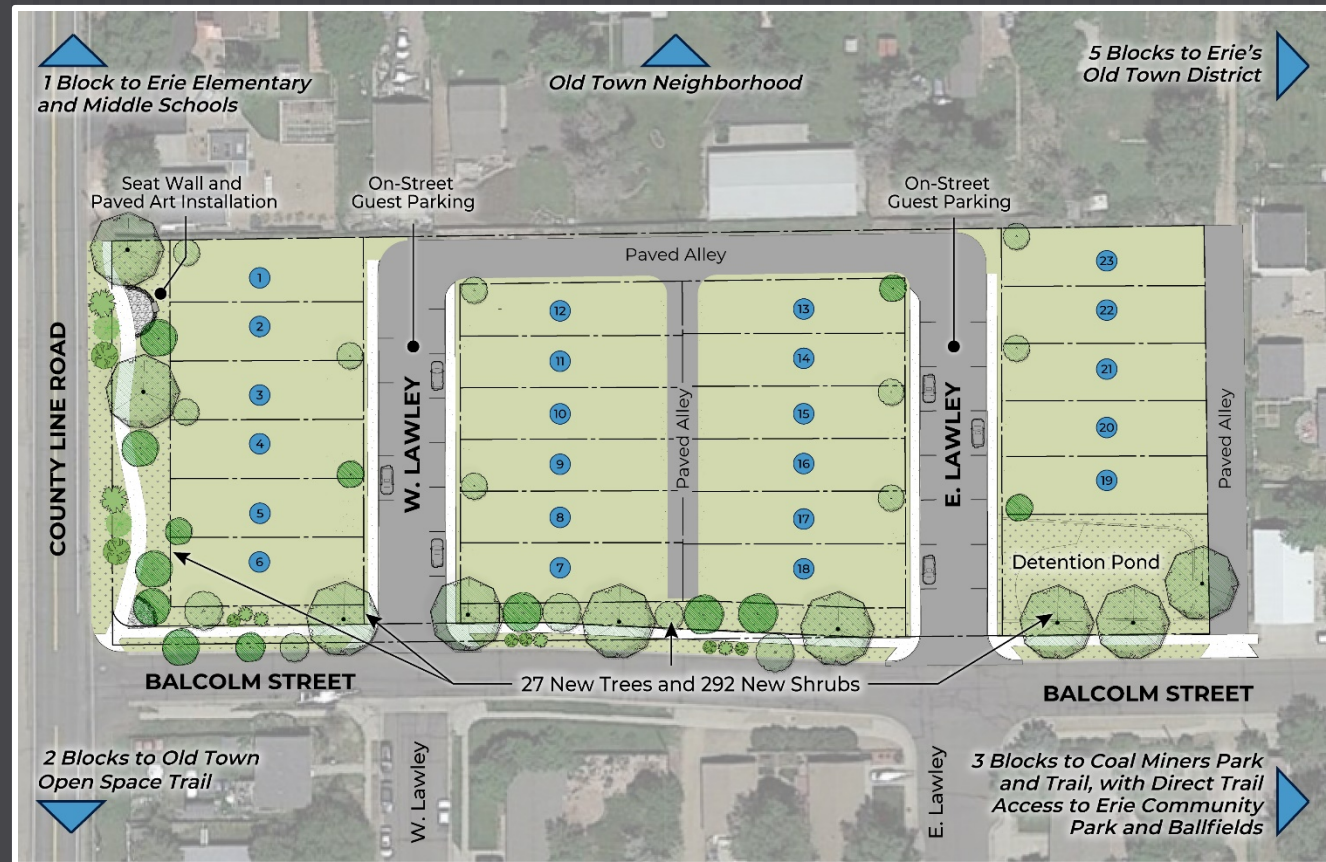 1 Block to Erie Elementary
and Middle Schools
Old Town Neighborhood
5 Blocks to Erie's
Old Town District
Seat Wall and
Paved Art Installation
On-Street
Guest Parking
On-Street
Guest Parking
Paved Alley
COUNTY LINE ROAD
1
2
3
4
5
6
W. LAWLEY
12
11
10
9
8
7
Paved Alley
13
14
15
16
17
18
E. LAWLEY
23
22
21
20
19
Paved Alley
Detention Pond
BALCOLM STREET
27 New Trees and 292 New Shrubs
BALCOLM STREET
2 Blocks to Old Town
Open Space Trail
W. Lawley
E. Lawley
3 Blocks to Coal Miners Park
and Trail, with Direct Trail
Access to Erie Community
Park and Ballfields